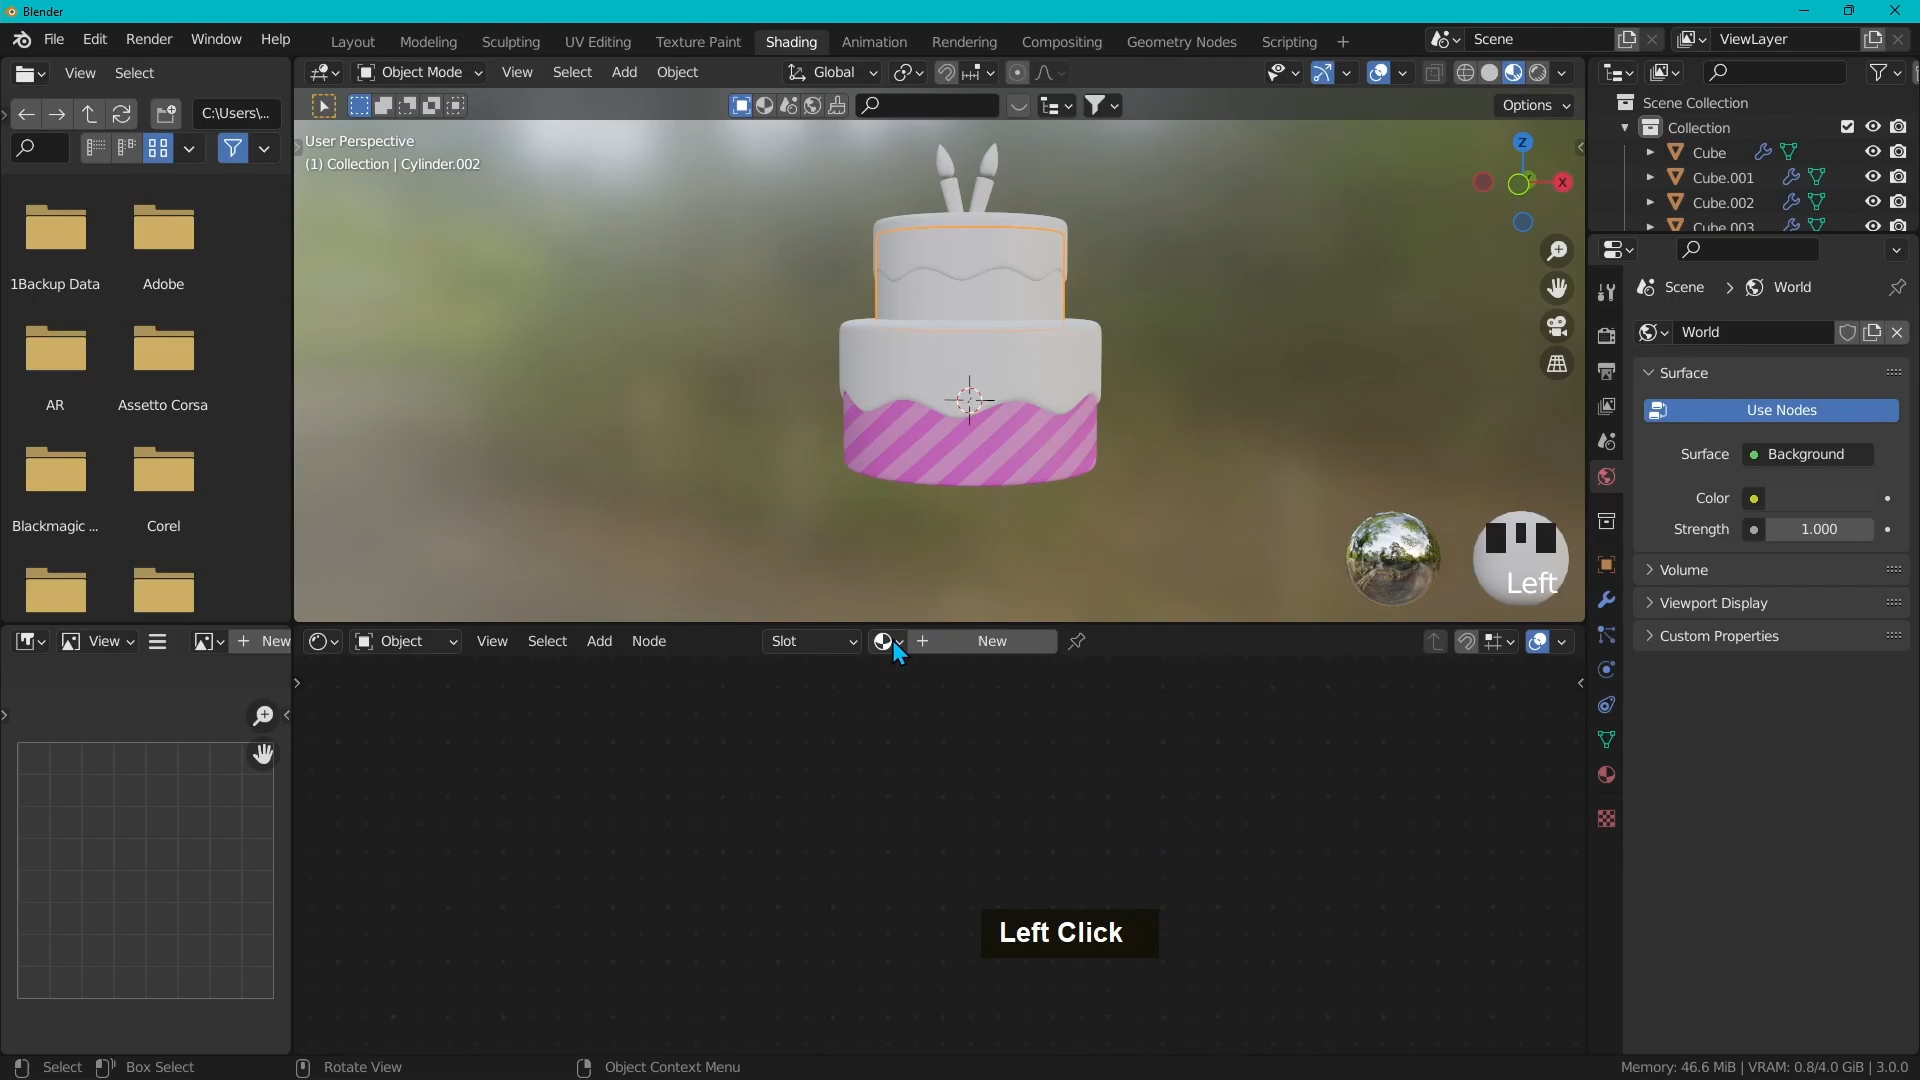 Blender
File Edit Render Window Help Layout Modeling Sculpting UV Editing Texture Paint Shading Animation Rendering Compositing Geometry Nodes Scripting + Scene ViewLayer
View Select
Object Mode View Select Add Object Global
C:\Users\...
Options
User Perspective
(1) Collection | Cylinder.002
Z
X
Scene Collection
Collection
Cube
Cube.001
Cube.002
Cube.003
1Backup Data Adobe
AR Assetto Corsa
Blackmagic ... Corel
Scene > World
World
Surface
Use Nodes
Surface Background
Color
Strength 1.000
Volume
Viewport Display
Custom Properties
Left
View + New
Object View Select Add Node Slot + New
Left Click
Select Box Select Rotate View Object Context Menu Memory: 46.6 MiB | VRAM: 0.8/4.0 GiB | 3.0.0